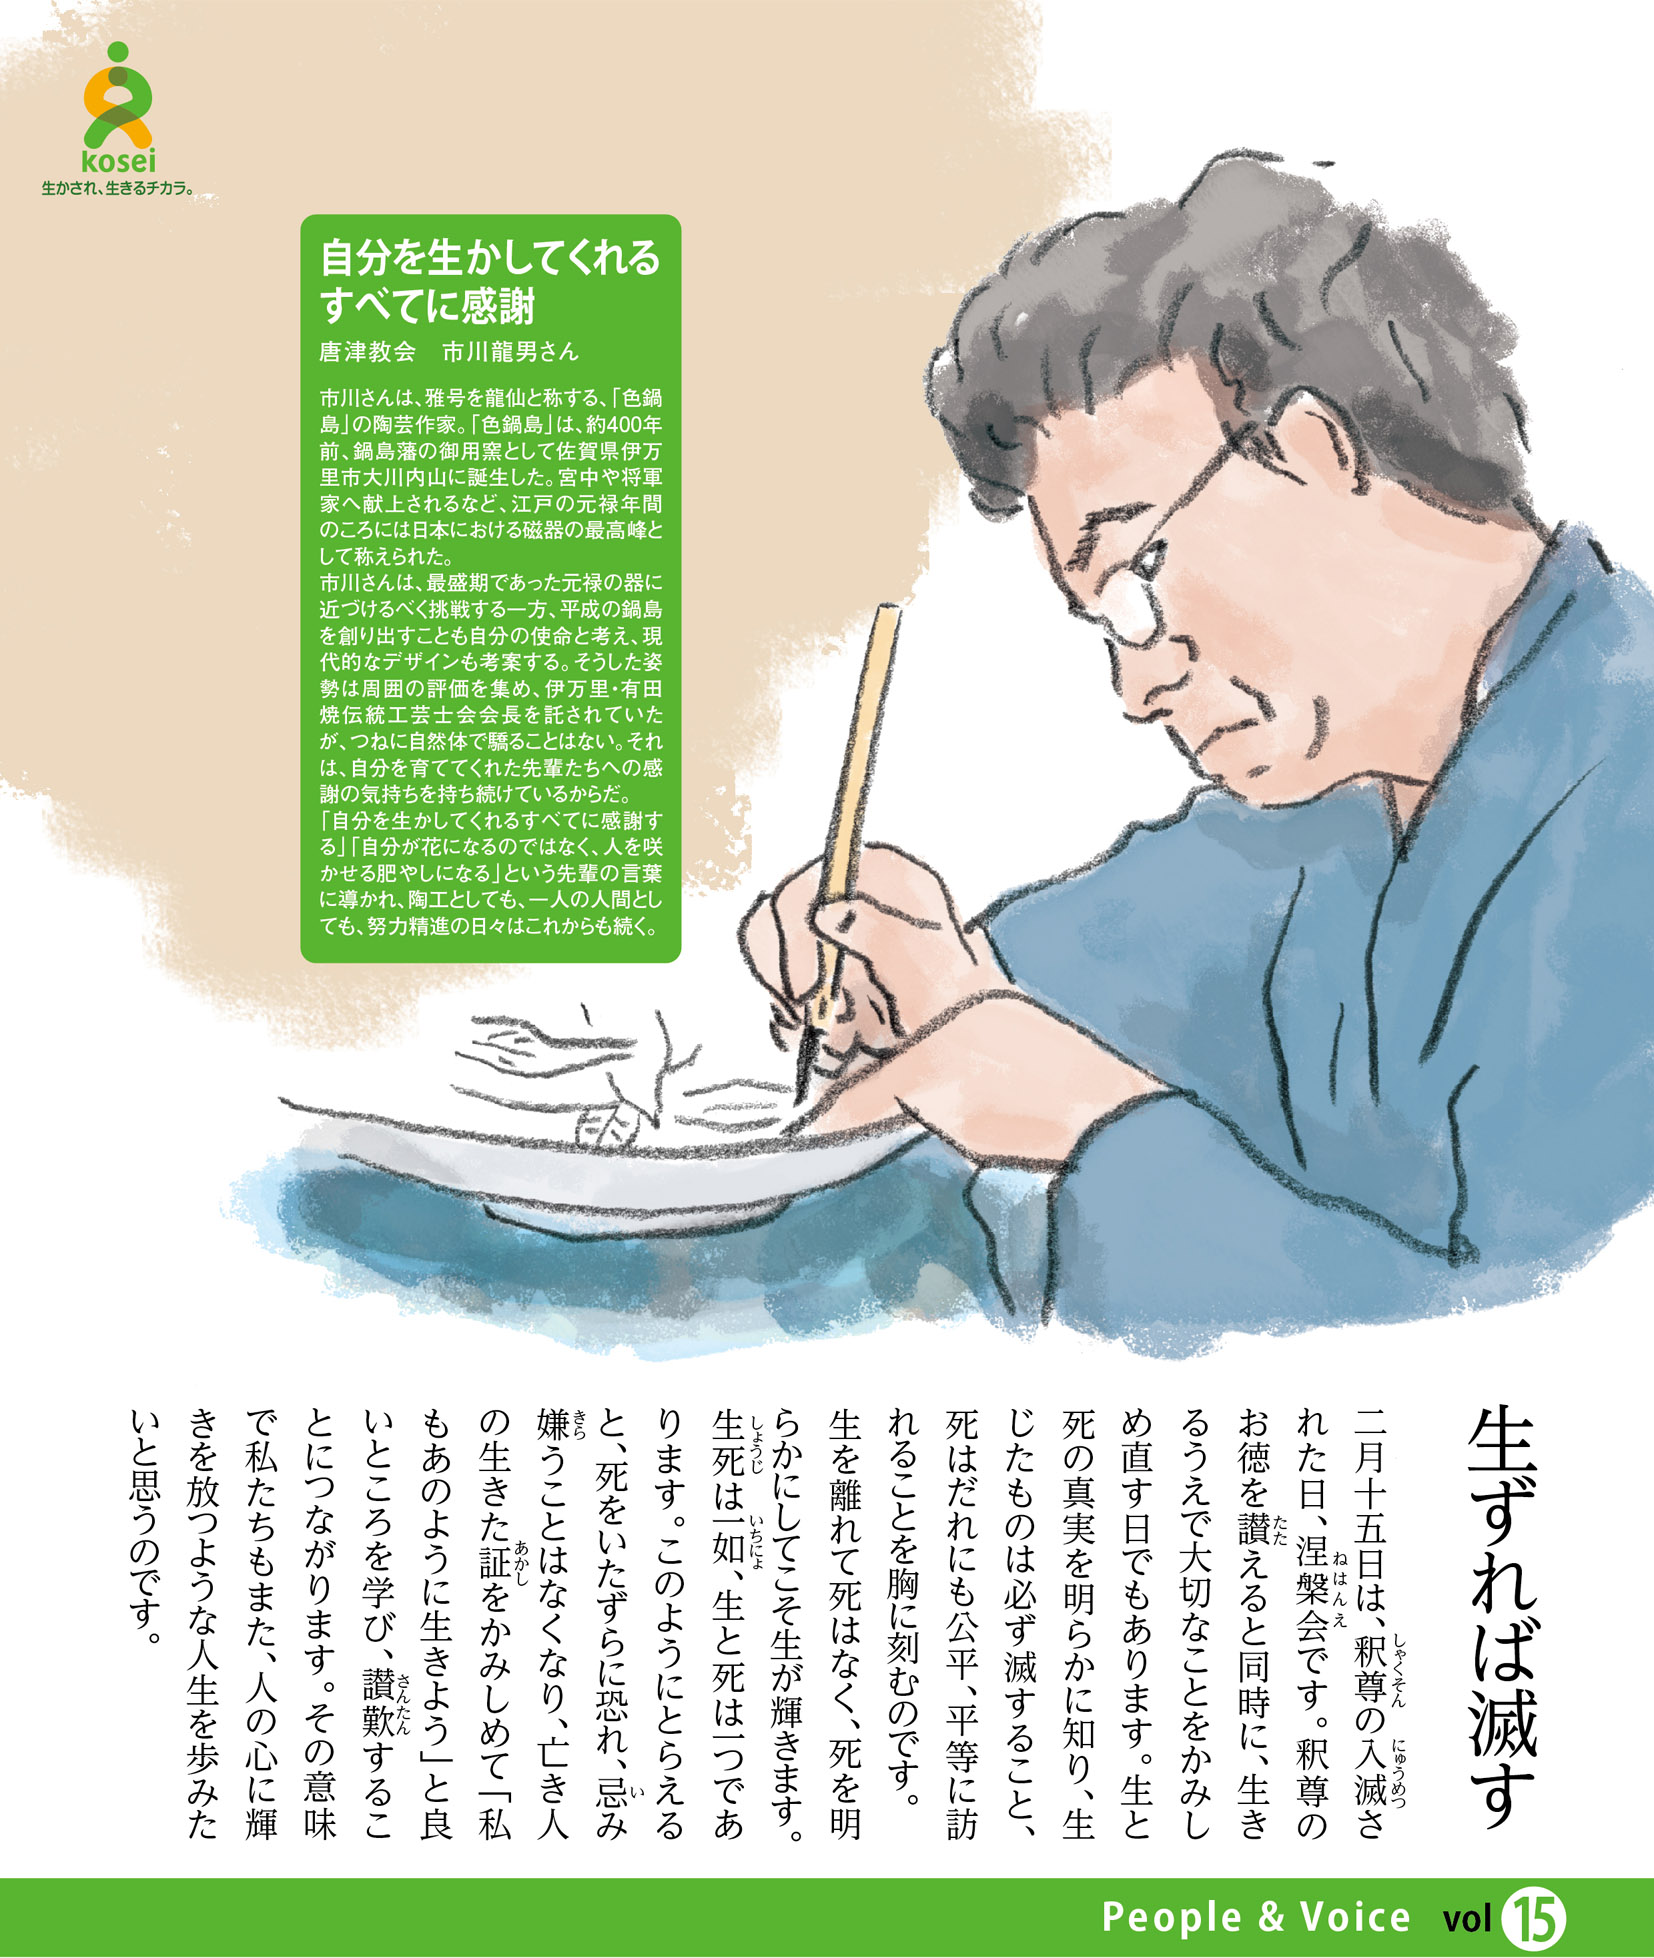 kosei
生かされ、生きるチカラ。
自分を生かしてくれる
すべてに感謝
唐津教会　市川龍男さん
市川さんは、雅号を龍仙と称する、「色鍋
島」の陶芸作家。「色鍋島」は、約400年
前、鍋島藩の御用窯として佐賀県伊万
里市大川内山に誕生した。宮中や将軍
家へ献上されるなど、江戸の元禄年間
のころには日本における磁器の最高峰と
して称えられた。
市川さんは、最盛期であった元禄の器に
近づけるべく挑戦する一方、平成の鍋島
を創り出すことも自分の使命と考え、現
代的なデザインも考案する。そうした姿
勢は周囲の評価を集め、伊万里・有田
焼伝統工芸士会会長を託されていた
が、つねに自然体で驕ることはない。それ
は、自分を育ててくれた先輩たちへの感
謝の気持ちを持ち続けているからだ。
「自分を生かしてくれるすべてに感謝す
る」「自分が花になるのではなく、人を咲
かせる肥やしになる」という先輩の言葉
に導かれ、陶工としても、一人の人間とし
ても、努力精進の日々はこれからも続く。
生ずれば滅す
二月十五日は、釈尊の入滅さ
しゃくそん　にゅうめつ
れた日、涅槃会です。釈尊の
ねはんえ
お徳を讃えると同時に、生き
たた
るうえで大切なことをかみし
め直す日でもあります。生と
死の真実を明らかに知り、生
じたものは必ず滅すること、
死はだれにも公平、平等に訪
れることを胸に刻むのです。
生を離れて死はなく、死を明
らかにしてこそ生が輝きます。
生死は一如、生と死は一つであ
しょうじ　いちにょ
ります。このようにとらえる
と、死をいたずらに恐れ、忌み
い
嫌うことはなくなり、亡き人
きら
の生きた証をかみしめて「私
あかし
もあのように生きよう」と良
いところを学び、讃歎するこ
さんたん
とにつながります。その意味
で私たちもまた、人の心に輝
きを放つような人生を歩みた
いと思うのです。
People & Voice vol 15